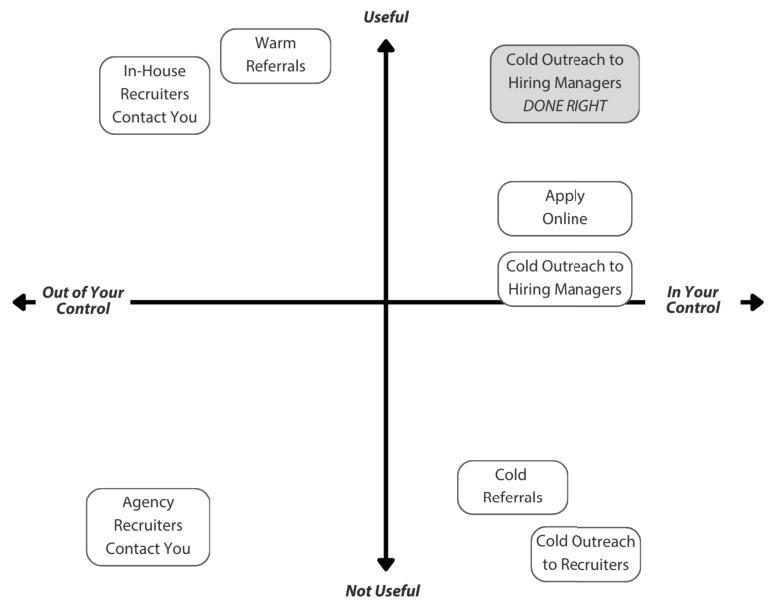 Useful
Warm
Referrals
In-House
Recruiters
Contact You
Cold Outreach to
Hiring Managers
DONE RIGHT
Apply
Online
Cold Outreach to
Hiring Managers
Out of Your
Control
In Your
Control
Cold
Referrals
Agency
Recruiters
Contact You
Cold Outreach
to Recruiters
Not Useful